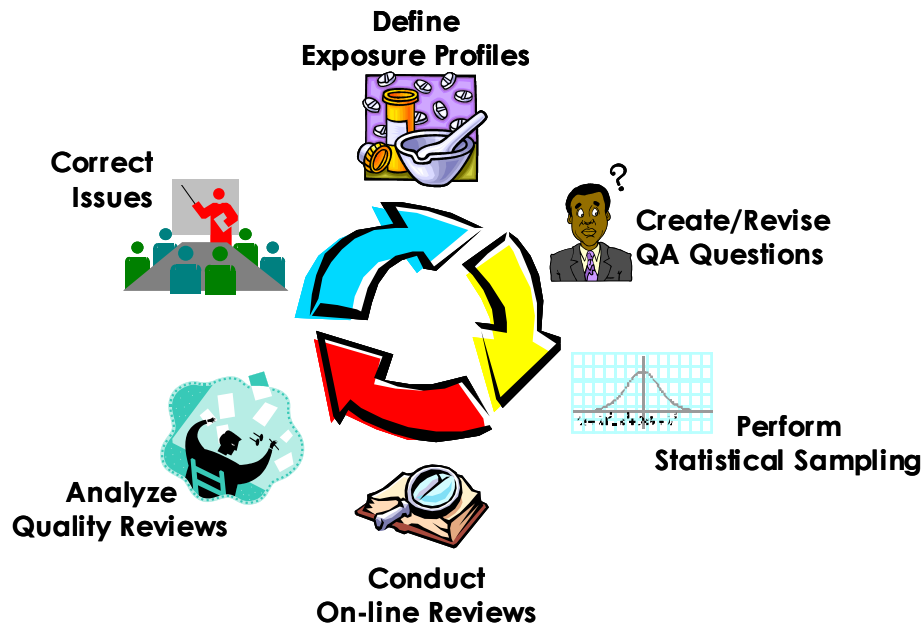 Define
Exposure Profiles
Create/Revise
QA Questions
Perform
Statistical Sampling
Conduct
On-line Reviews
Analyze
Quality Reviews
Correct
Issues
?